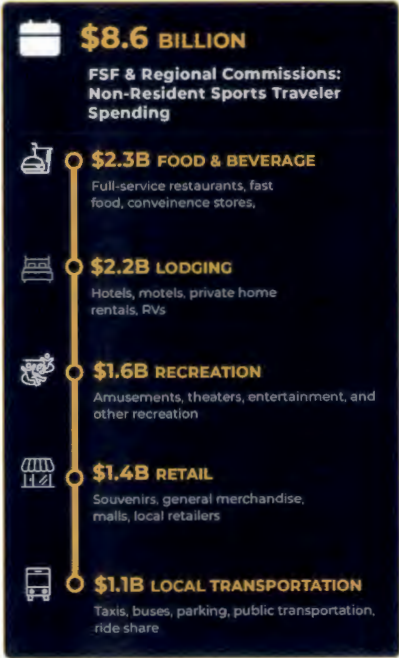 $8.6 BILLION
FSF & Regional Commissions:
Non-Resident Sports Traveler
Spending
$2.3B FOOD & BEVERAGE
Full-service restaurants, fast
food, conveinence stores,
$2.2B LODGING
Hotels, motels, private home
rentals, RVs
$1.6B RECREATION
Amusements, theaters, entertainment, and
other recreation
$1.4B RETAIL
Souvenirs, general merchandise,
malls, local retailers
$1.1B LOCAL TRANSPORTATION
Taxis, buses, parking, public transportation,
ride share